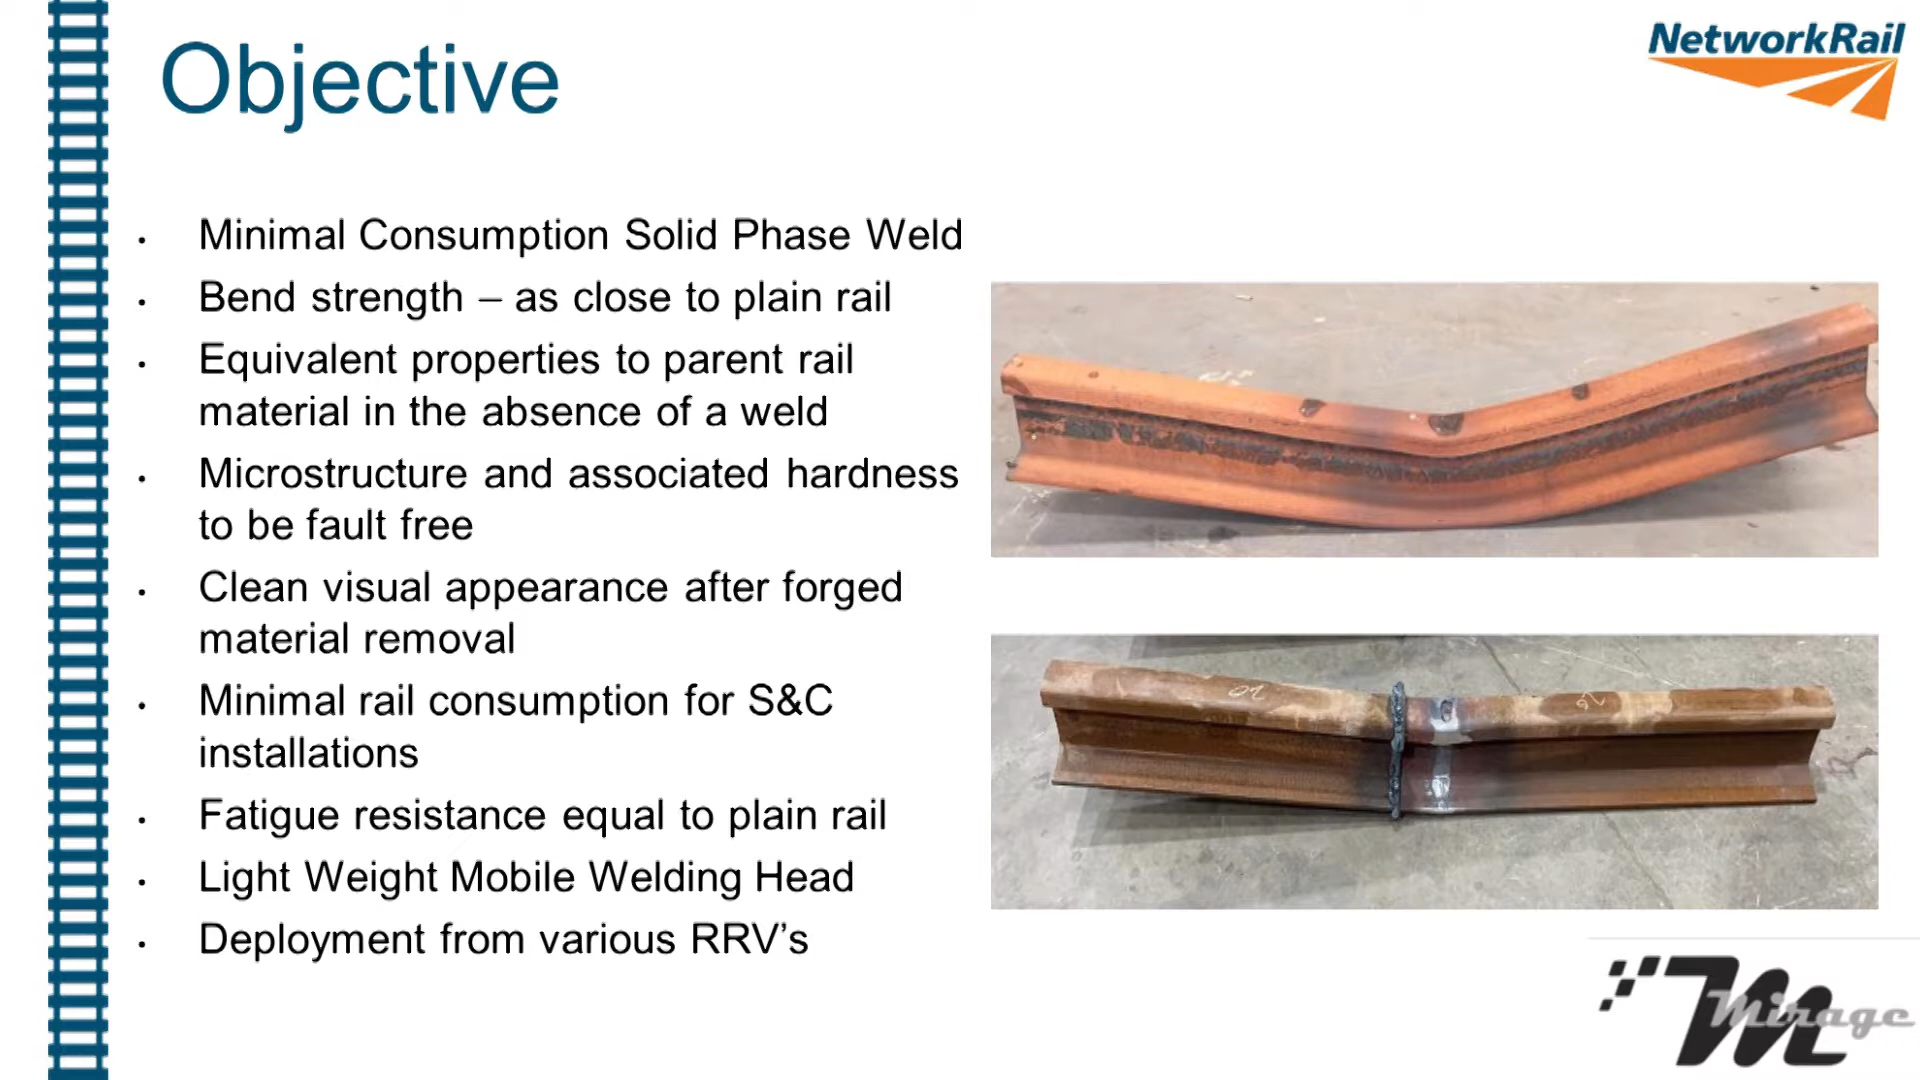 Objective
NetworkRail
• Minimal Consumption Solid Phase Weld
• Bend strength – as close to plain rail
• Equivalent properties to parent rail
material in the absence of a weld
• Microstructure and associated hardness
to be fault free
• Clean visual appearance after forged
material removal
• Minimal rail consumption for S&C
installations
• Fatigue resistance equal to plain rail
• Light Weight Mobile Welding Head
• Deployment from various RRV’s
Mirage